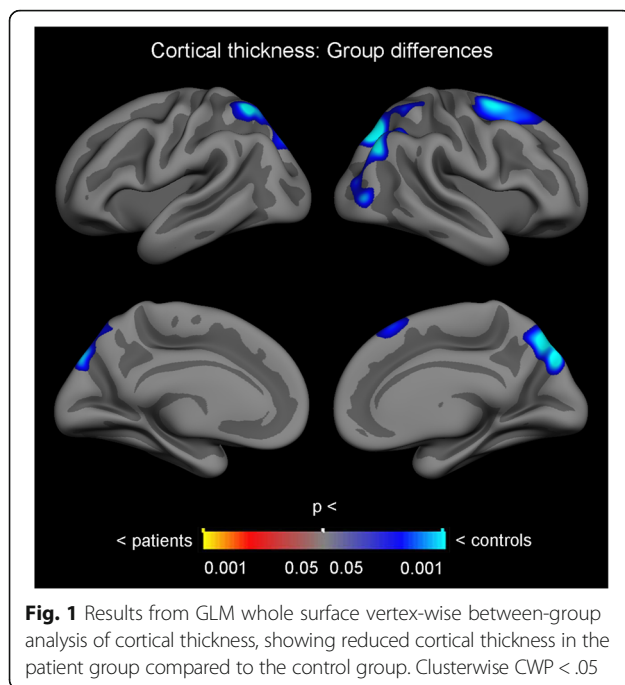 Cortical thickness: Group differences
p <
< patients
< controls
0.001 0.05 0.05 0.001
Fig. 1 Results from GLM whole surface vertex-wise between-group
analysis of cortical thickness, showing reduced cortical thickness in the
patient group compared to the control group. Clusterwise CWP < .05